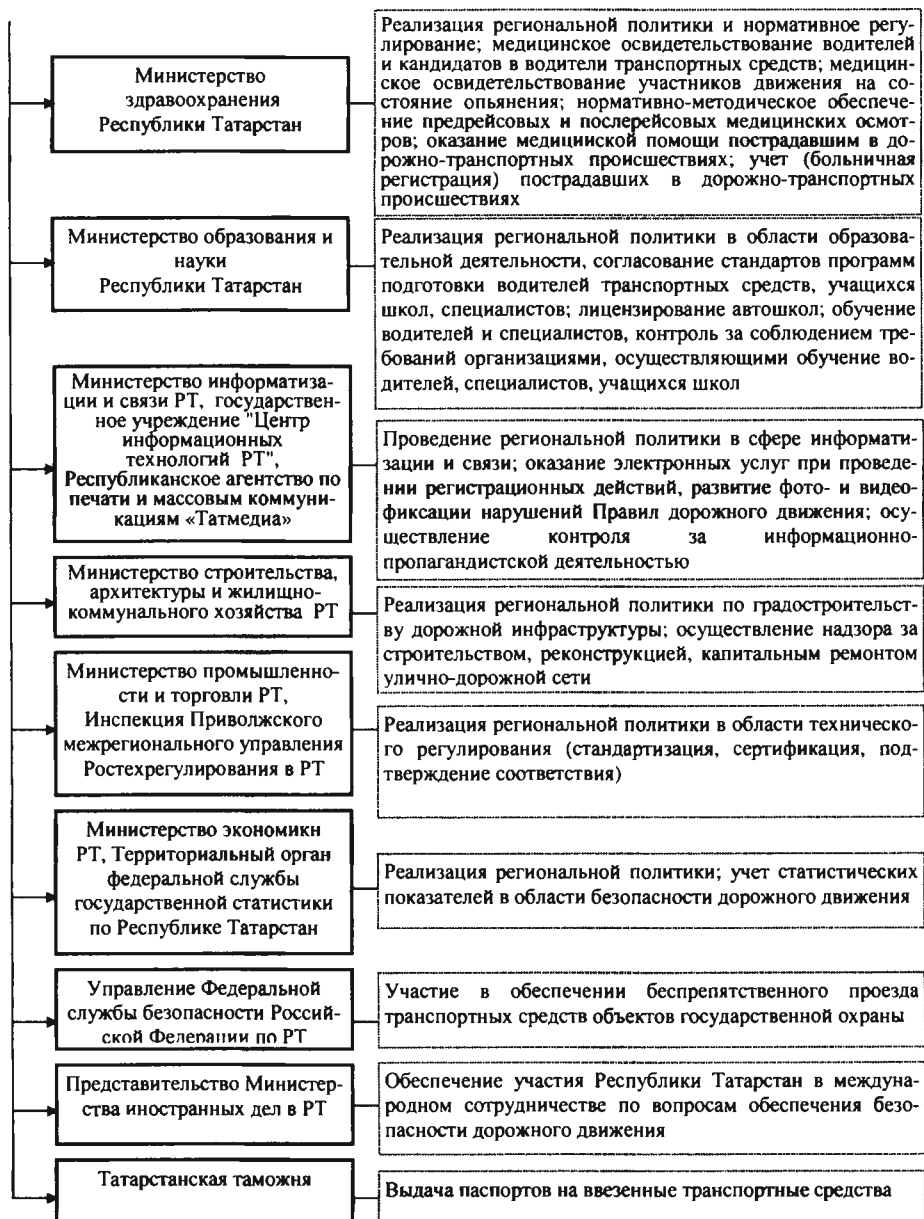 Министерство
здравоохранения
Республики Татарстан
Реализация региональной политики и нормативное регу-
лирование; медицинское освидетельствование водителей
и кандидатов в водители транспортных средств; медицин-
ское освидетельствование участников движения на со-
стояние опьянения; нормативно-методическое обеспече-
ние предрейсовых и послерейсовых медицинских осмот-
ров; оказание медицинской помощи пострадавшим в до-
рожно-транспортных происшествиях; учет (больничная
регистрация) пострадавших в дорожно-транспортных
происшествиях
Министерство образования и
науки
Республики Татарстан
Реализация региональной политики в области образова-
тельной деятельности, согласование стандартов программ
подготовки водителей транспортных средств, учащихся
школ, специалистов; лицензирование автошкол; обучение
водителей и специалистов, контроль за соблюдением тре-
бований организациями, осуществляющими обучение во-
дителей, специалистов, учащихся школ
Министерство информатиза-
ции и связи РТ, государствен-
ное учреждение "Центр
информационных
технологий РТ",
Республиканское агентство по
печати и массовым коммуни-
кациям «Татмедиа»
Проведение региональной политики в сфере информати-
зации и связи; оказание электронных услуг при проведе-
нии регистрационных действий, развитие фото- и видео-
фиксации нарушений Правил дорожного движения; осу-
ществление контроля за информационно-
пропагандистской деятельностью
Министерство строительства,
архитектуры и жилищно-
коммунального хозяйства РТ
Реализация региональной политики по градостроительст-
ву дорожной инфраструктуры; осуществление надзора за
строительством, реконструкцией, капитальным ремонтом
улично-дорожной сети
Министерство промышленно-
сти и торговли РТ,
Инспекция Приволжского
межрегионального управления
Ростехрегулирования в РТ
Реализация региональной политики в области техническо-
го регулирования (стандартизация, сертификация, под-
тверждение соответствия)
Министерство экономики
РТ, Территориальный орган
федеральной службы
государственной статистики
по Республике Татарстан
Реализация региональной политики; учет статистических
показателей в области безопасности дорожного движения
Управление Федеральной
службы безопасности Россий-
ской Федерации по РТ
Участие в обеспечении беспрепятственного проезда
транспортных средств объектов государственной охраны
Представительство Министер-
ства иностранных дел в РТ
Обеспечение участия Республики Татарстан в междуна-
родном сотрудничестве по вопросам обеспечения безо-
пасности дорожного движения
Татарстанская таможня
Выдача паспортов на ввезенные транспортные средства